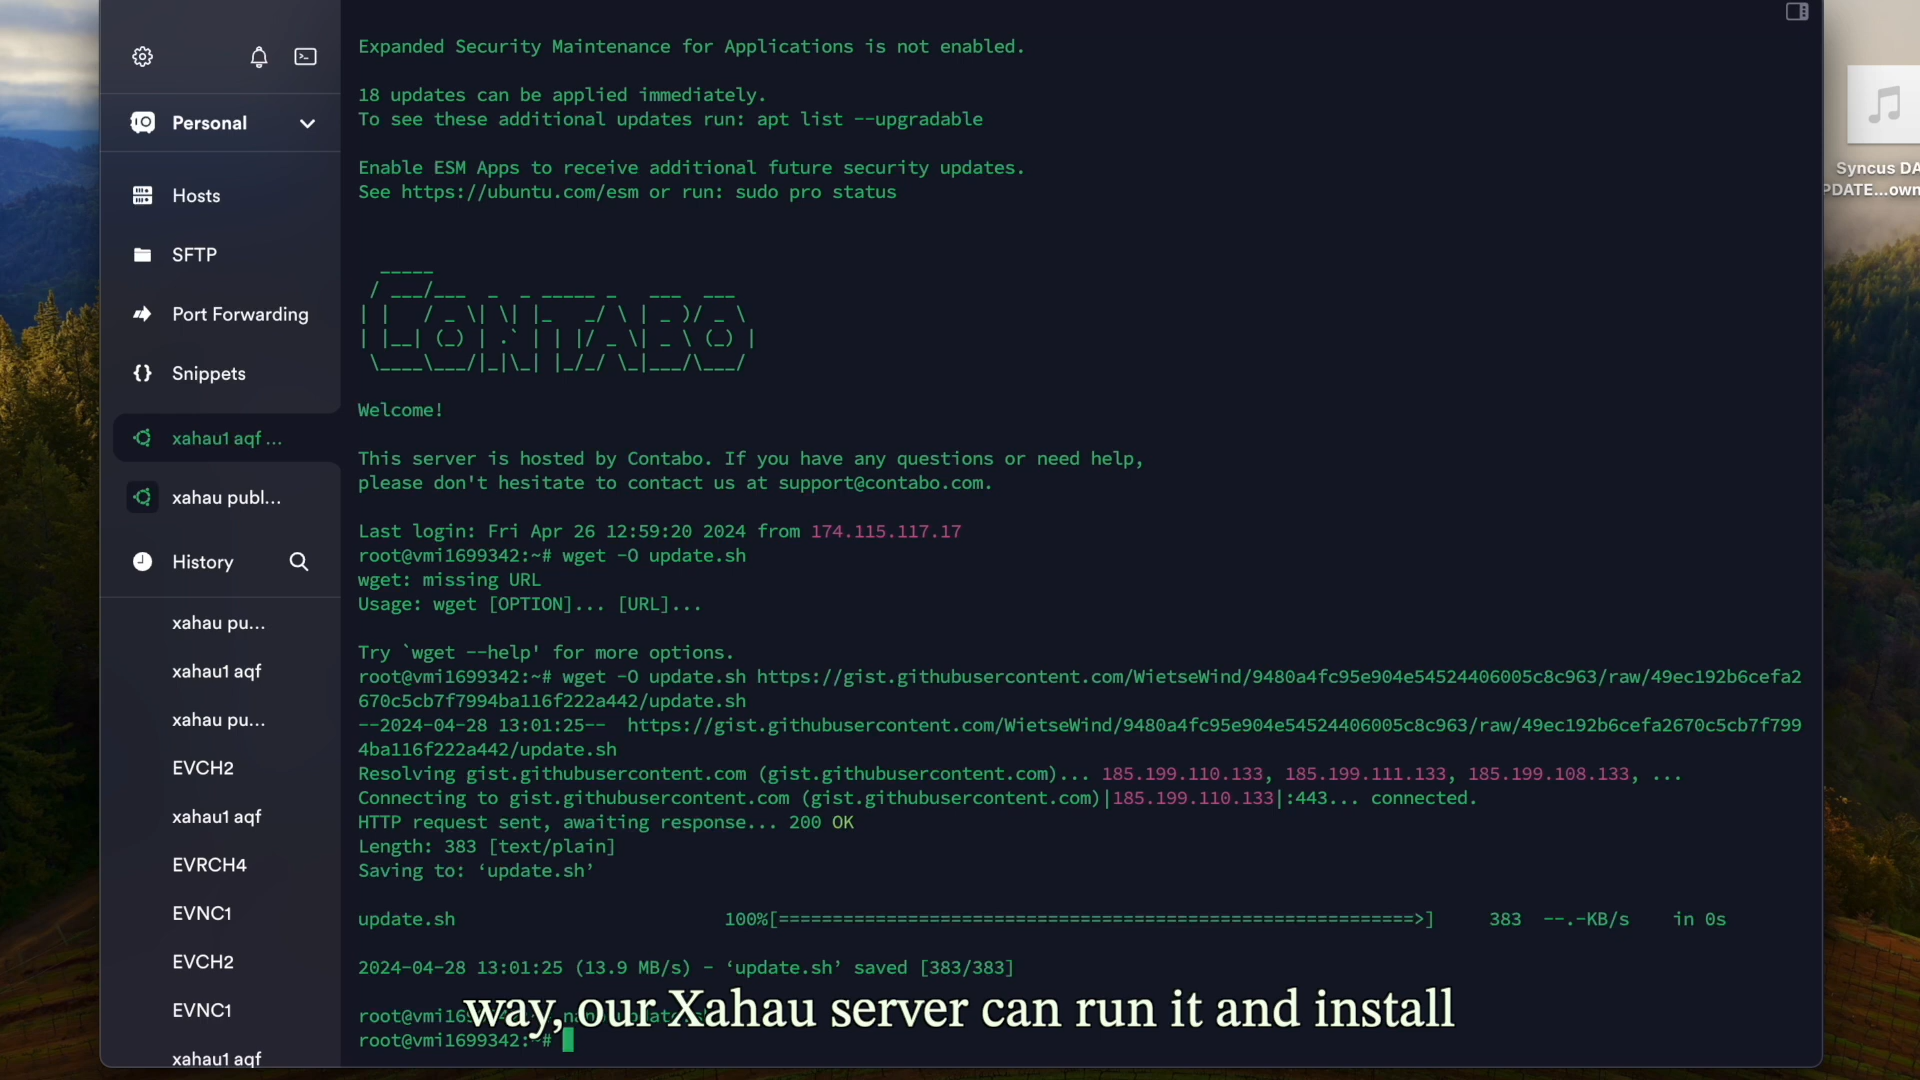 Personal
Hosts
SFTP
Port Forwarding
Snippets
xahau1 aqf ...
xahau publ...
History
xahau pu...
xahau1 aqf
xahau pu...
EVCH2
xahau1 aqf
EVRCH4
EVNC1
EVCH2
EVNC1
xahau1 aqf
Expanded Security Maintenance for Applications is not enabled.
18 updates can be applied immediately.
To see these additional updates run: apt list --upgradable
Enable ESM Apps to receive additional future security updates.
See https://ubuntu.com/esm or run: sudo pro status
CONTABO
Welcome!
This server is hosted by Contabo. If you have any questions or need help,
please don't hesitate to contact us at support@contabo.com.
Last login: Fri Apr 26 12:59:20 2024 from 174.115.117.17
root@vmi1699342:~# wget -O update.sh
wget: missing URL
Usage: wget [OPTION]... [URL]...
Try `wget --help' for more options.
root@vmi1699342:~# wget -O update.sh https://gist.githubusercontent.com/WietseWind/9480a4fc95e904e54524406005c8c963/raw/49ec192b6cefa2
670c5cb7f7994ba116f222a442/update.sh
--2024-04-28 13:01:25--  https://gist.githubusercontent.com/WietseWind/9480a4fc95e904e54524406005c8c963/raw/49ec192b6cefa2670c5cb7f799
4ba116f222a442/update.sh
Resolving gist.githubusercontent.com (gist.githubusercontent.com)... 185.199.110.133, 185.199.111.133, 185.199.108.133, ...
Connecting to gist.githubusercontent.com (gist.githubusercontent.com)|185.199.110.133|:443... connected.
HTTP request sent, awaiting response... 200 OK
Length: 383 [text/plain]
Saving to: ‘update.sh’
update.sh 100%[===========================================================>] 383 --.-KB/s in 0s
2024-04-28 13:01:25 (13.9 MB/s) - ‘update.sh’ saved [383/383]
root@vmi1699342:~#
way, our Xahau server can run it and install
root@vmi1699342:~#
Syncus DA
PDATE...own